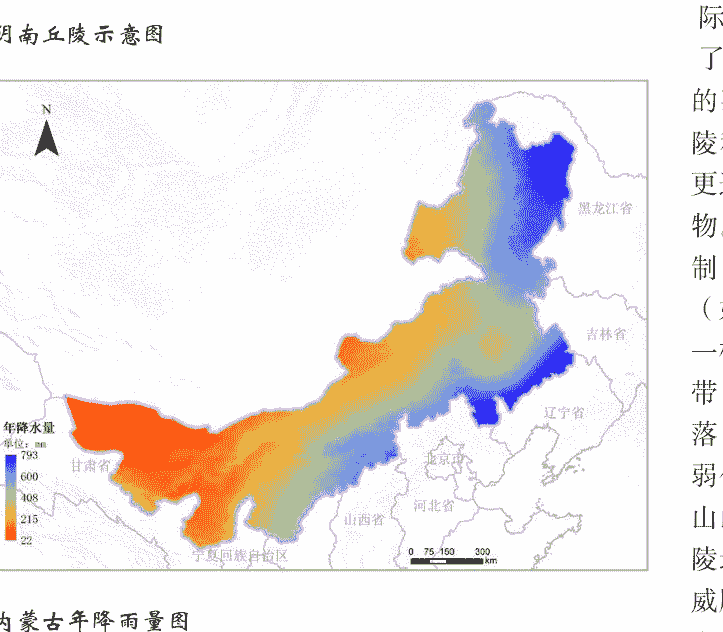 南丘陵示意图
N
黑龙江省
吉林省
辽宁省
年降水量
单位：mm
793
600
408
215
22
甘肃省
北京市
河北省
山西省
宁夏回族自治区
0 75 150 300
km
蒙古年降雨量图
际
了
的
陵
更
物
制
（
一
带
落
弱
山
陵
威